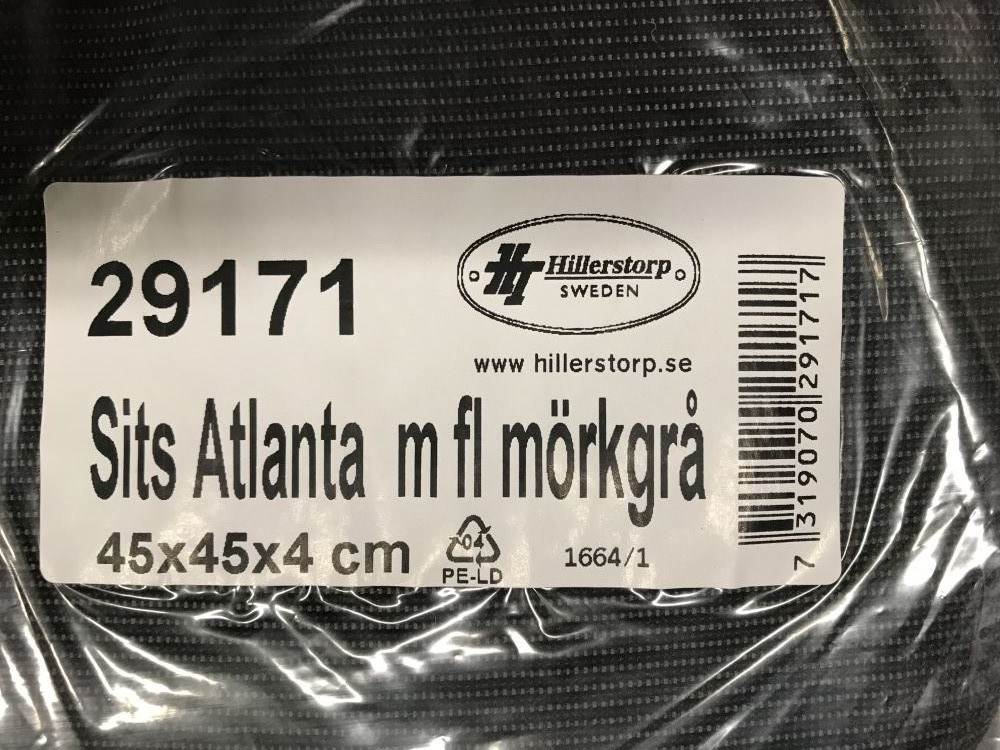 29171
HT Hillerstorp
SWEDEN
www hillerstorp.se
Sits Atlanta m fl mörkgrå
45x45x4 cm
04
PE-LD
1664/1
7 319070 291717